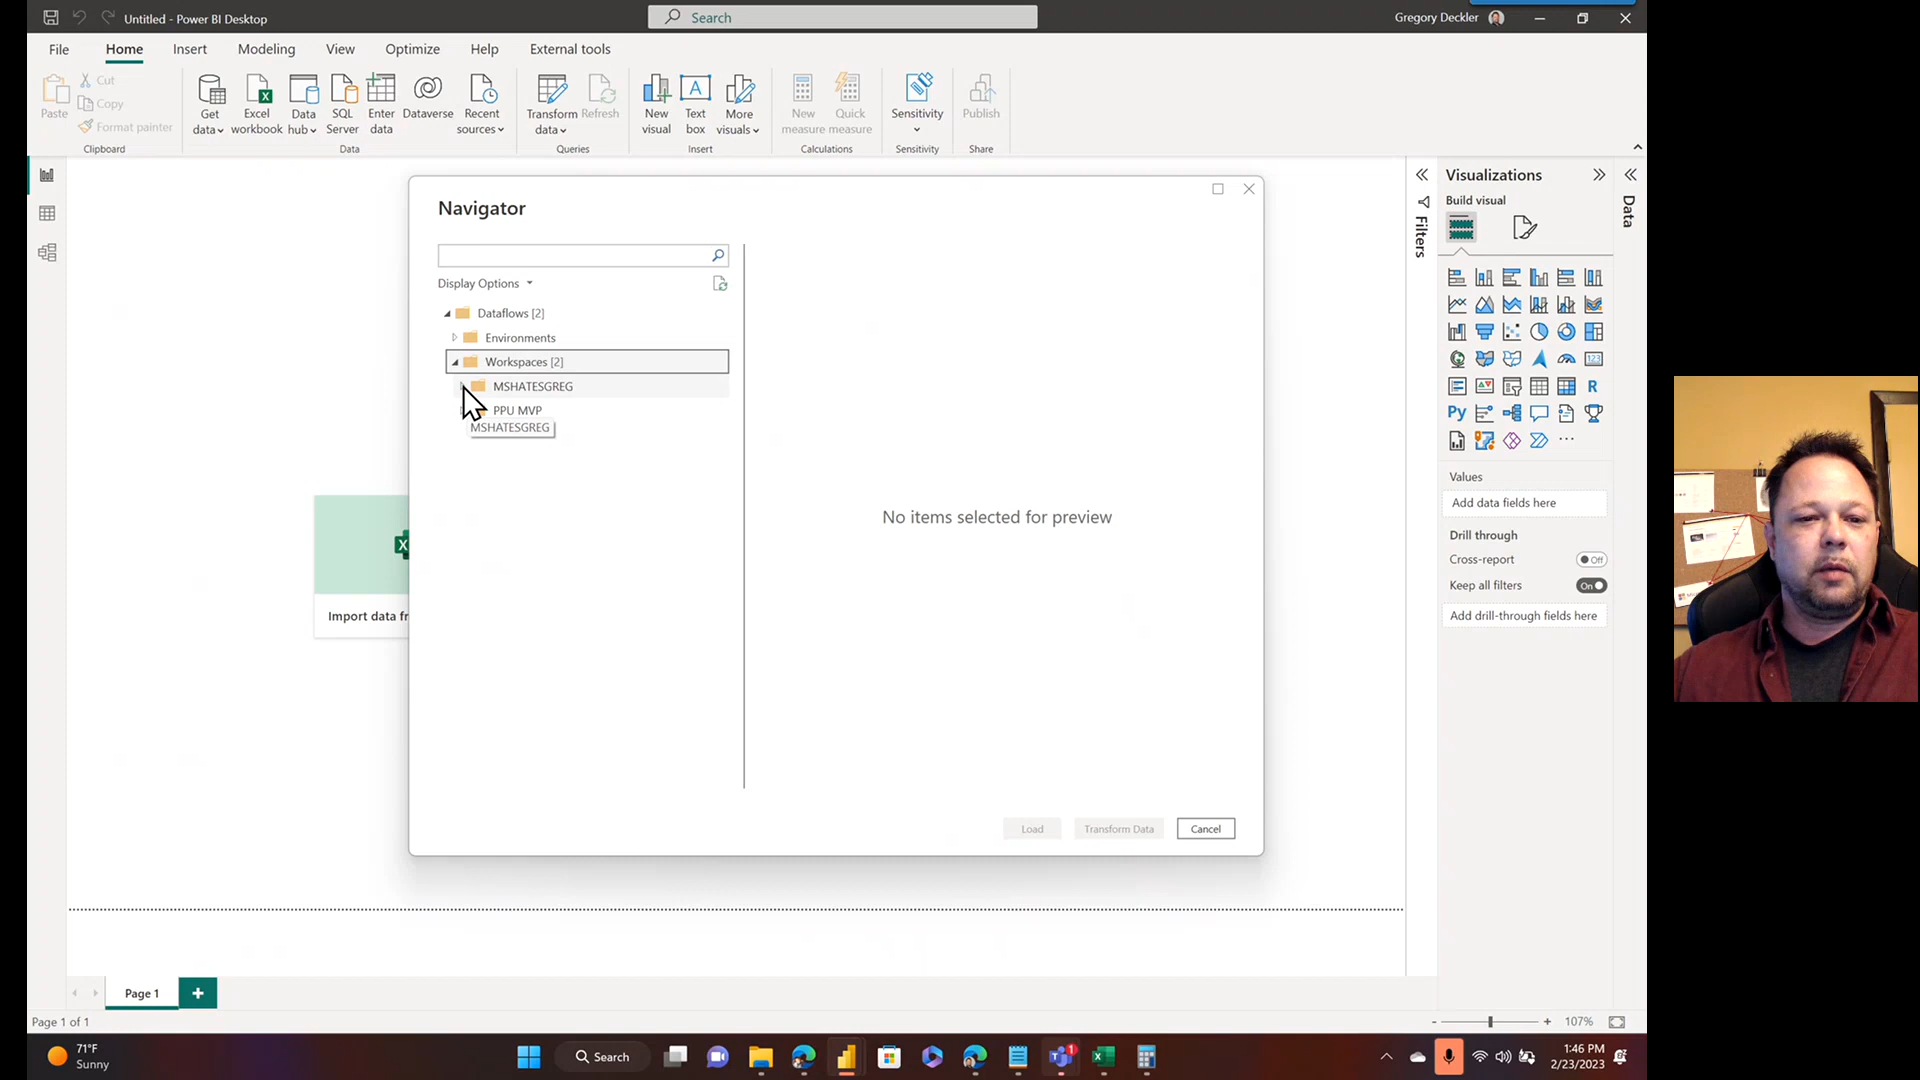 Untitled - Power BI Desktop
Search
Gregory Deckler
File
Home
Insert
Modeling
View
Optimize
Help
External tools
Paste
Cut
Copy
Format painter
Clipboard
Get data
Excel workbook
Data hub
SQL Server
Enter data
Dataverse
Recent sources
Data
Transform data
Refresh
Queries
New visual
Text box
More visuals
Insert
New measure
Quick measure
Calculations
Sensitivity
Sensitivity
Publish
Share
Navigator
Display Options
Dataflows [2]
Environments
Workspaces [2]
MSHATESGREG
PPU MVP
MSHATESGREG
No items selected for preview
Load
Transform Data
Cancel
Import data fr
Filters
Visualizations
Build visual
123
R
Py
Values
Add data fields here
Drill through
Cross-report
Off
Keep all filters
On
Add drill-through fields here
Data
Page 1
Page 1 of 1
107%
71°F
Sunny
Search
1
1:46 PM
2/23/2023